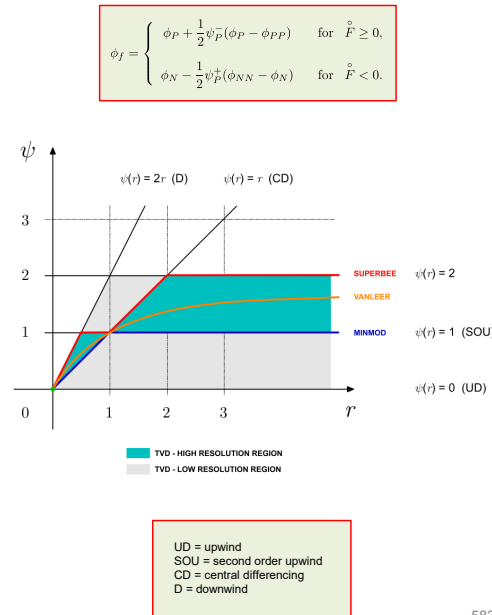 ϕ_f = { ϕ_P + 1/2 ψ_P^−(ϕ_P − ϕ_PP) for F̊ ≥ 0,
ϕ_N − 1/2 ψ_P^+(ϕ_NN − ϕ_N) for F̊ < 0.
ψ
ψ(r) = 2r (D) ψ(r) = r (CD)
3
2
SUPERBEE ψ(r) = 2
VANLEER
1
MINMOD ψ(r) = 1 (SOU)
ψ(r) = 0 (UD)
0 1 2 3 r
TVD - HIGH RESOLUTION REGION
TVD - LOW RESOLUTION REGION
UD = upwind
SOU = second order upwind
CD = central differencing
D = downwind